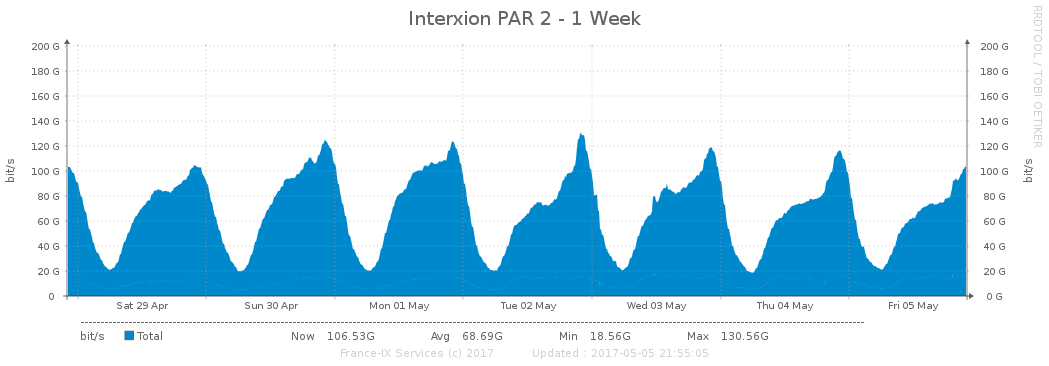 Interxion PAR 2 - 1 Week
RRDTOOL / TOBI OETIKER
bit/s
200 G 200 G
180 G 180 G
160 G 160 G
140 G 140 G
120 G 120 G
100 G 100 G
80 G 80 G
60 G 60 G
40 G 40 G
20 G 20 G
0 0 G
bit/s
Sat 29 Apr Sun 30 Apr Mon 01 May Tue 02 May Wed 03 May Thu 04 May Fri 05 May
bit/s Total Now 106.53G Avg 68.69G Min 18.56G Max 130.56G
France-IX Services (c) 2017 Updated : 2017-05-05 21:55:05